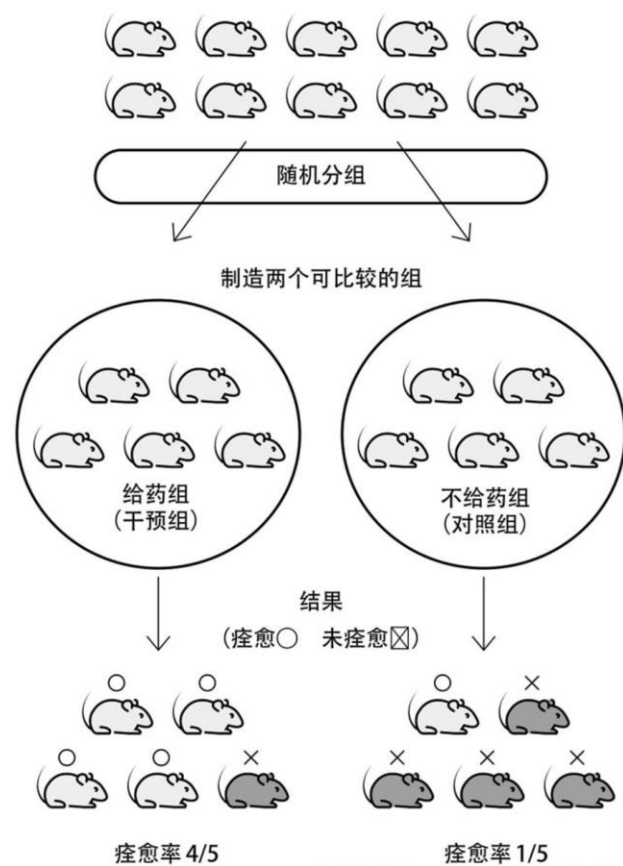 随机分组
制造两个可比较的组
给药组
（干预组）
不给药组
（对照组）
结果
（痊愈○ 未痊愈☒）
○ ○
○ ×
○ ○ ×
× × ×
痊愈率 4/5
痊愈率 1/5